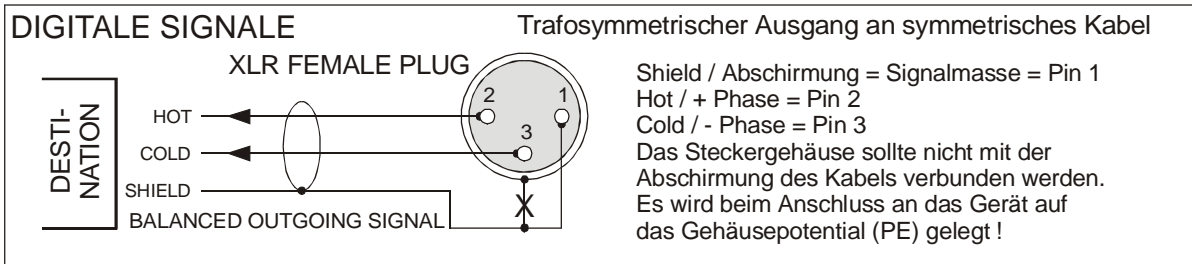 DIGITALE SIGNALE
Trafosymmetrischer Ausgang an symmetrisches Kabel
XLR FEMALE PLUG
DESTI-
NATION
HOT
COLD
SHIELD
BALANCED OUTGOING SIGNAL
2
1
3
X
Shield / Abschirmung = Signalmasse = Pin 1
Hot / + Phase = Pin 2
Cold / - Phase = Pin 3
Das Steckergehäuse sollte nicht mit der
Abschirmung des Kabels verbunden werden.
Es wird beim Anschluss an das Gerät auf
das Gehäusepotential (PE) gelegt !